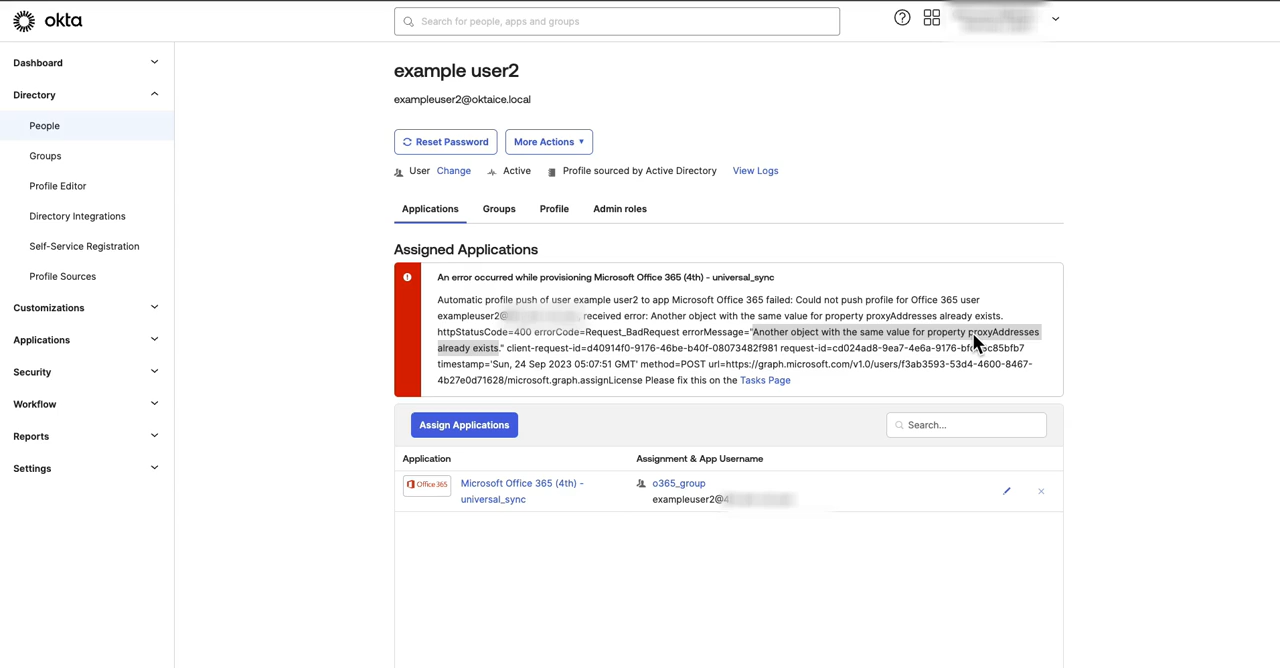 okta
Search for people, apps and groups
Dashboard
Directory
People
Groups
Profile Editor
Directory Integrations
Self-Service Registration
Profile Sources
Customizations
Applications
Security
Workflow
Reports
Settings
example user2
exampleuser2@oktaice.local
Reset Password
More Actions
User Change Active Profile sourced by Active Directory View Logs
Applications Groups Profile Admin roles
Assigned Applications
An error occurred while provisioning Microsoft Office 365 (4th) - universal_sync
Automatic profile push of user example user2 to app Microsoft Office 365 failed: Could not push profile for Office 365 user
exampleuser2@ received error: Another object with the same value for property proxyAddresses already exists.
httpStatusCode=400 errorCode=Request_BadRequest errorMessage="Another object with the same value for property proxyAddresses
already exists." client-request-id=d40914f0-9176-46be-b40f-08073482f981 request-id=cd024ad8-9ea7-4e6a-9176-
timestamp='Sun, 24 Sep 2023 05:07:51 GMT' method=POST url=https://graph.microsoft.com/v1.0/users/f3ab3593-53d4-4600-8467-
4b27e0d71628/microsoft.graph.assignLicense Please fix this on the Tasks Page
Assign Applications
Search...
Application Assignment & App Username
Office 365
Microsoft Office 365 (4th) -
universal_sync
o365_group
exampleuser2@